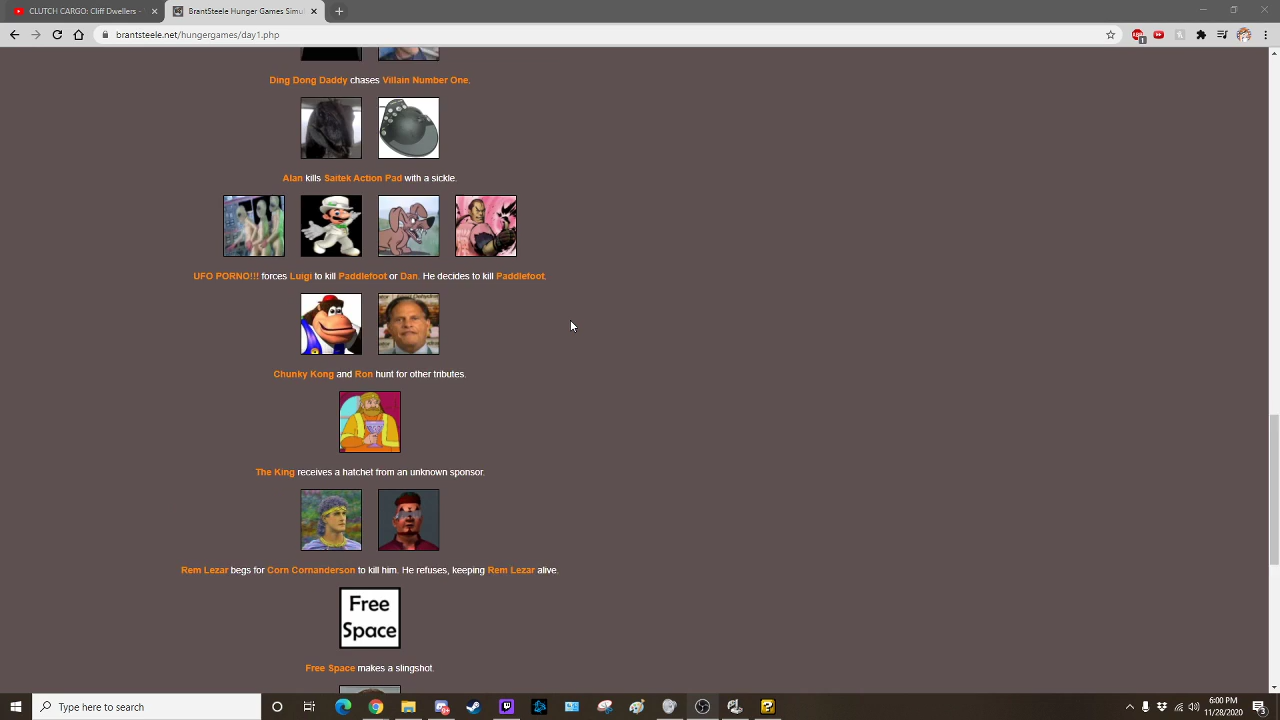 CLUTCH CARGO: Cliff Dwellers –
BrantSteele Hunger Games Simu
brantsteele.net/hungergames/day1.php
Ding Dong Daddy chases Villain Number One.
Alan kills Saitek Action Pad with a sickle.
UFO PORNO!!! forces Luigi to kill Paddlefoot or Dan. He decides to kill Paddlefoot.
Chunky Kong and Ron hunt for other tributes.
The King receives a hatchet from an unknown sponsor.
Rem Lezar begs for Corn Cornanderson to kill him. He refuses, keeping Rem Lezar alive.
Free
Space
Free Space makes a slingshot.
Type here to search
6:00 PM
11/28/2020